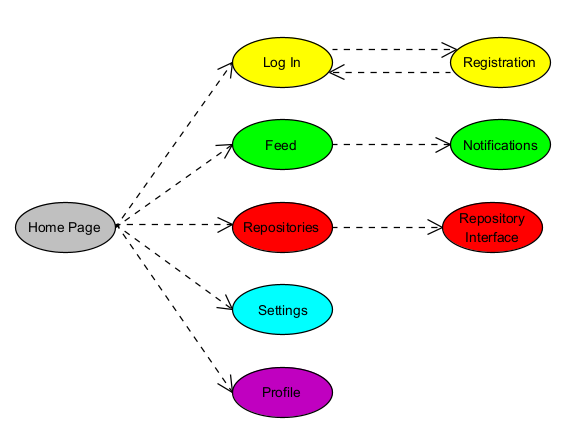 Log In
Registration
Feed
Notifications
Home Page
Repositories
Repository
Interface
Settings
Profile